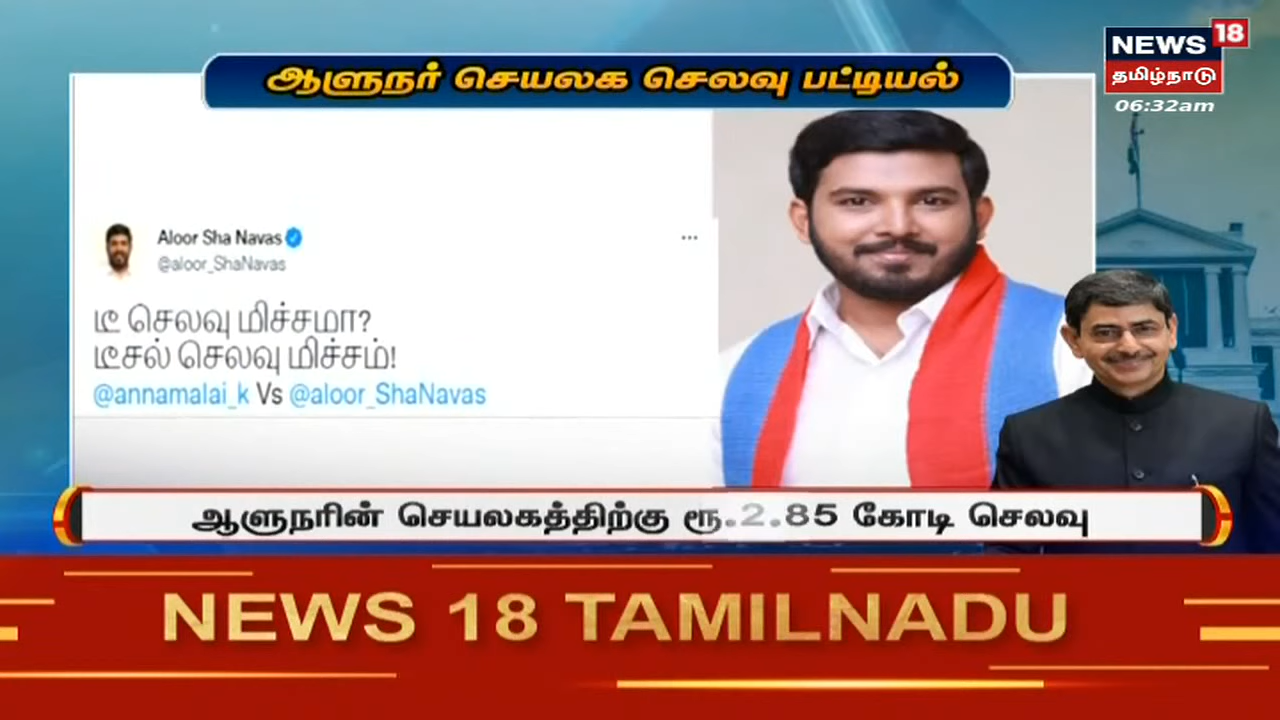 ஆளுநர் செயலக செலவு பட்டியல்
NEWS 18
தமிழ்நாடு
06:32am
Aloor Sha Navas
@aloor_ShaNavas
டீ செலவு மிச்சமா?
டீசல் செலவு மிச்சம்!
@annamalai_k Vs @aloor_ShaNavas
ஆளுநரின் செயலகத்திற்கு ரூ.2.85 கோடி செலவு
NEWS 18 TAMILNADU